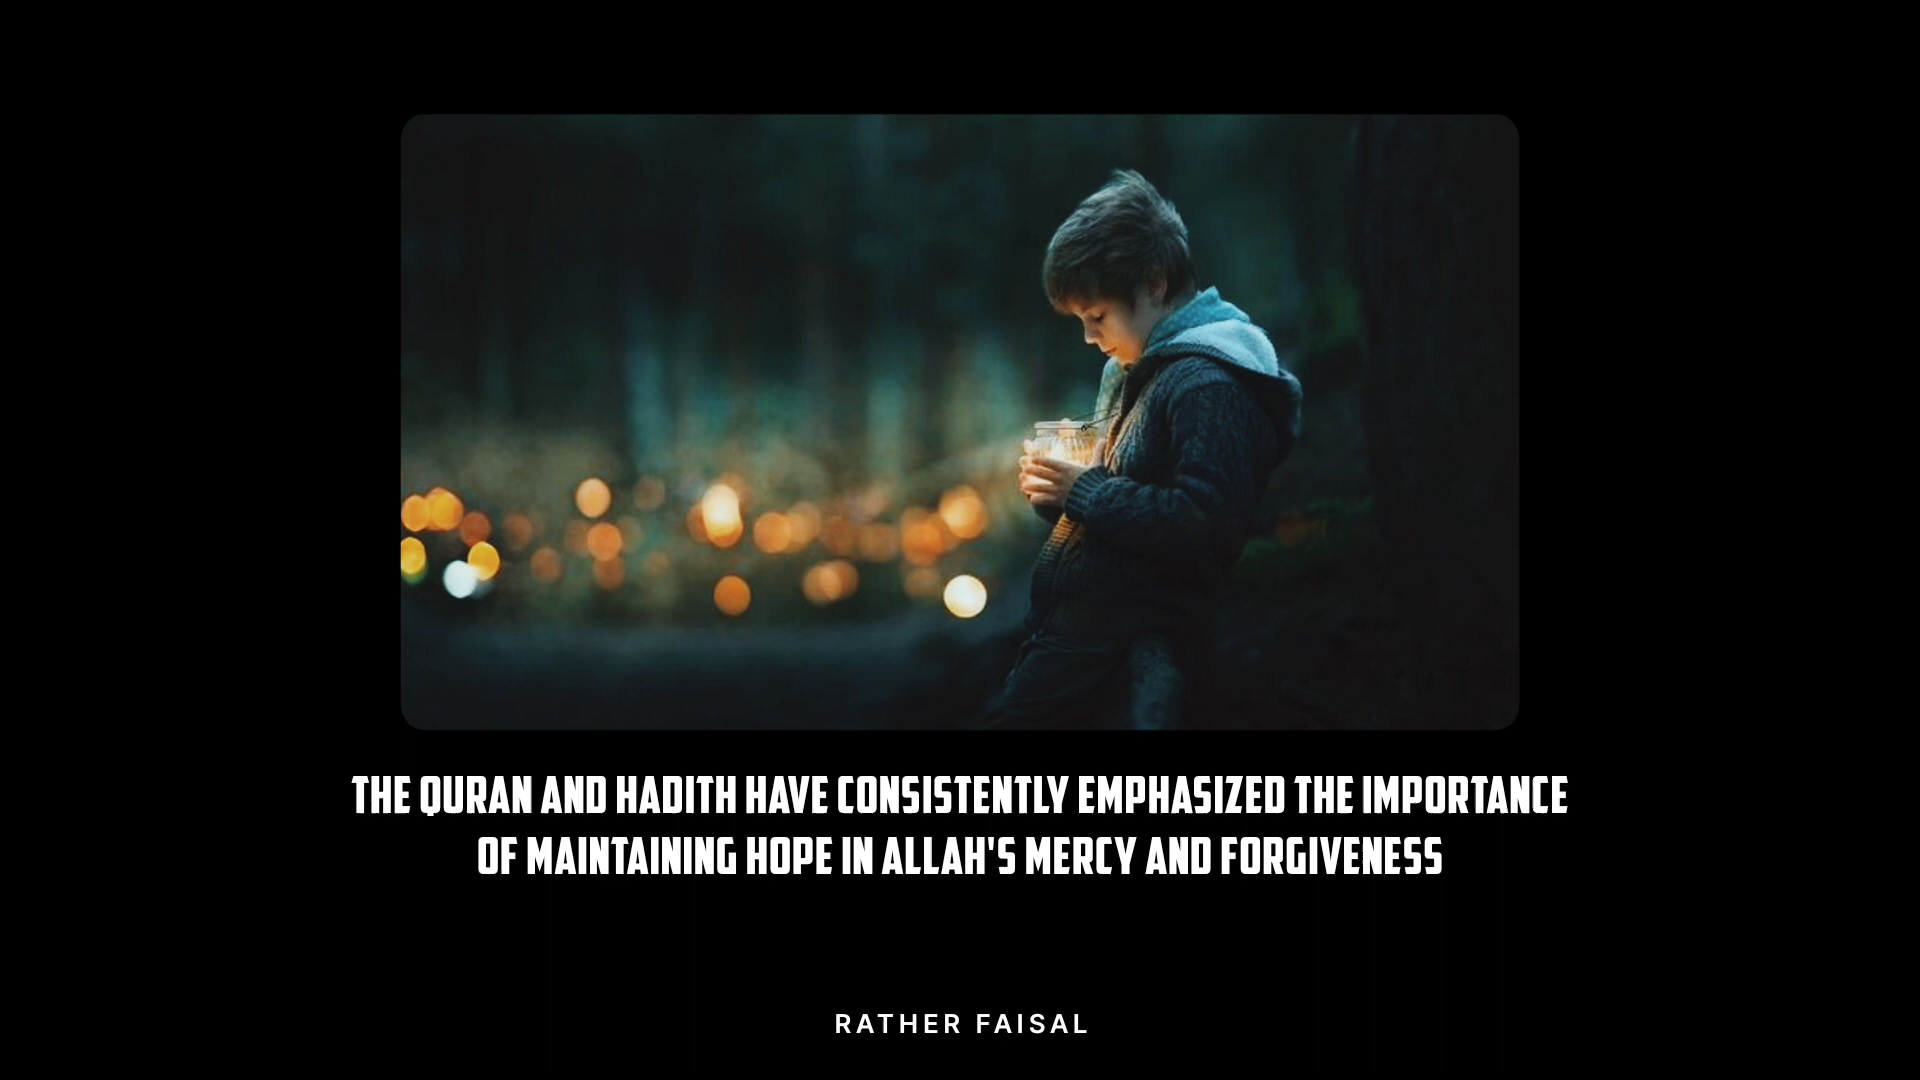 THE QURAN AND HADITH HAVE CONSISTENTLY EMPHASIZED THE IMPORTANCE
OF MAINTAINING HOPE IN ALLAH'S MERCY AND FORGIVENESS
RATHER FAISAL